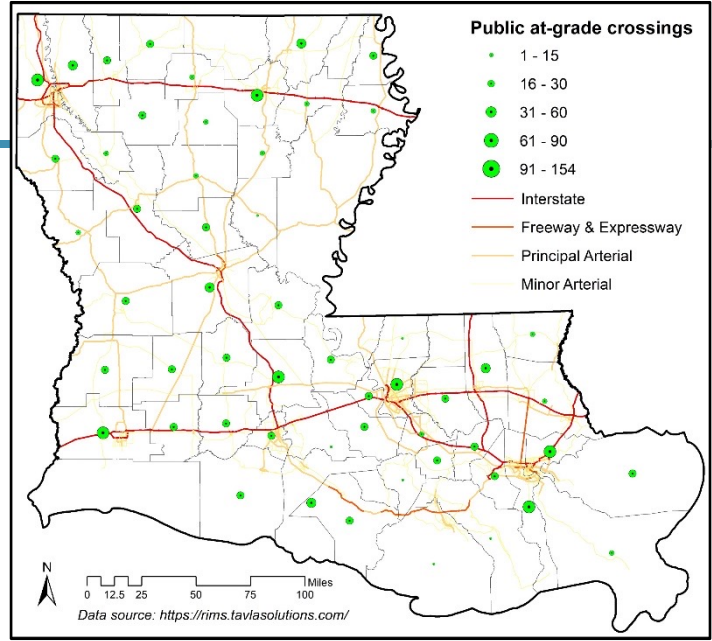 Public at-grade crossings
1 - 15
16 - 30
31 - 60
61 - 90
91 - 154
Interstate
Freeway & Expressway
Principal Arterial
Minor Arterial
N
0 12.5 25 50 75 100 Miles
Data source: https://rims.tavlasolutions.com/